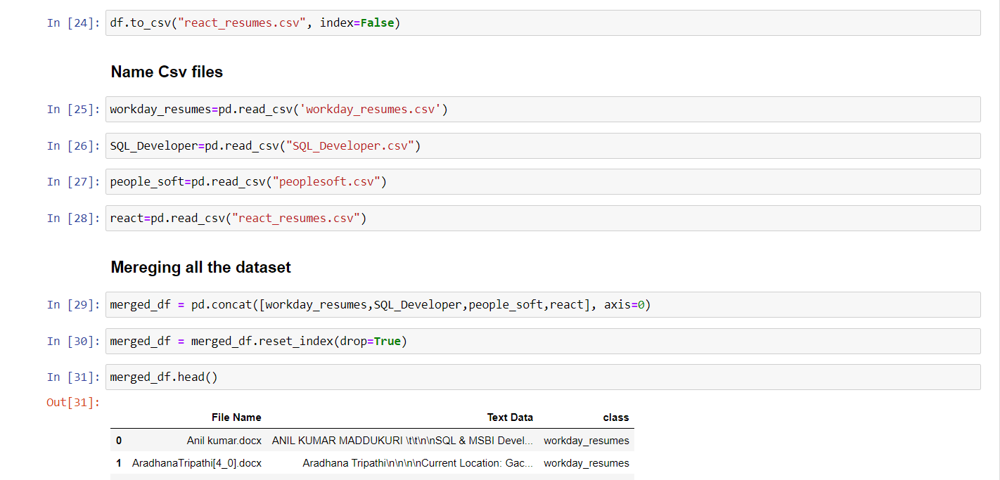 In [24]: df.to_csv("react_resumes.csv", index=False)
Name Csv files
In [25]: workday_resumes=pd.read_csv('workday_resumes.csv')
In [26]: SQL_Developer=pd.read_csv("SQL_Developer.csv")
In [27]: people_soft=pd.read_csv("peoplesoft.csv")
In [28]: react=pd.read_csv("react_resumes.csv")
Mereging all the dataset
In [29]: merged_df = pd.concat([workday_resumes,SQL_Developer,people_soft,react], axis=0)
In [30]: merged_df = merged_df.reset_index(drop=True)
In [31]: merged_df.head()
Out[31]:
File Name Text Data class
0 Anil kumar.docx ANIL KUMAR MADDUKURI \t\t\n\nSQL & MSBI Devel... workday_resumes
1 AradhanaTripathi[4_0].docx Aradhana Tripathi\n\n\n\nCurrent Location: Gac... workday_resumes